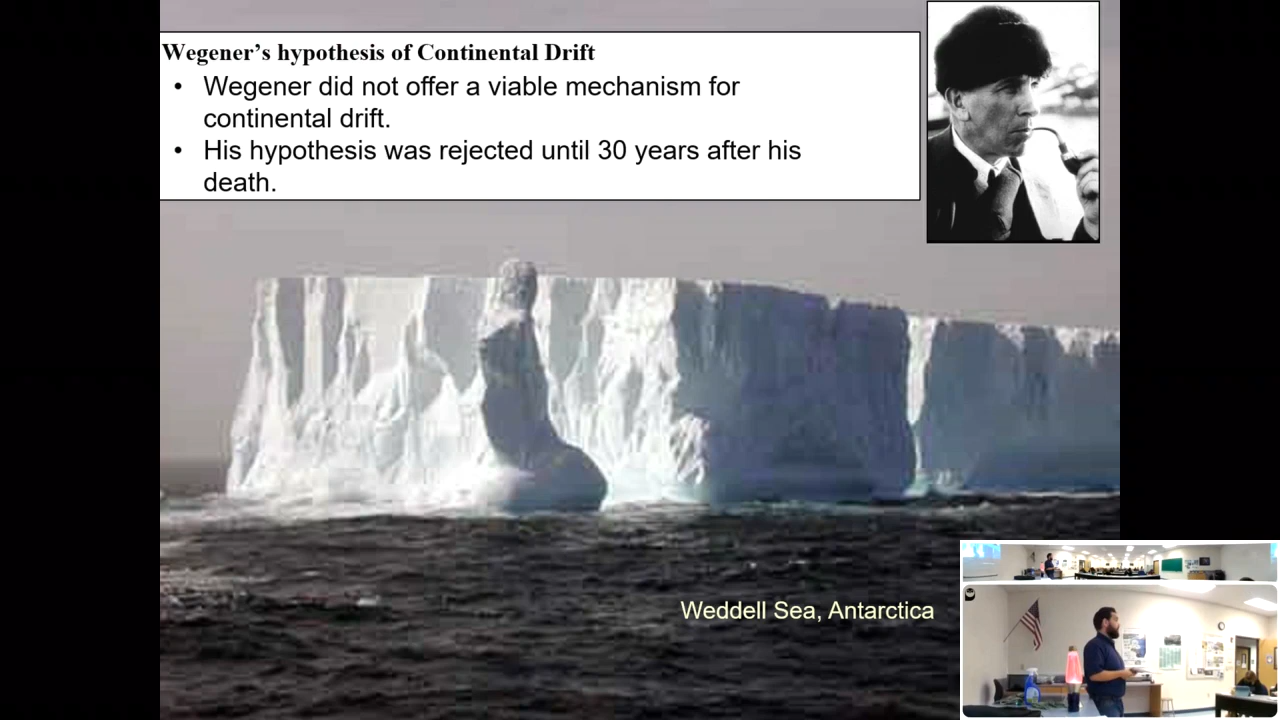 Wegener’s hypothesis of Continental Drift
• Wegener did not offer a viable mechanism for
continental drift.
• His hypothesis was rejected until 30 years after his
death.
Weddell Sea, Antarctica